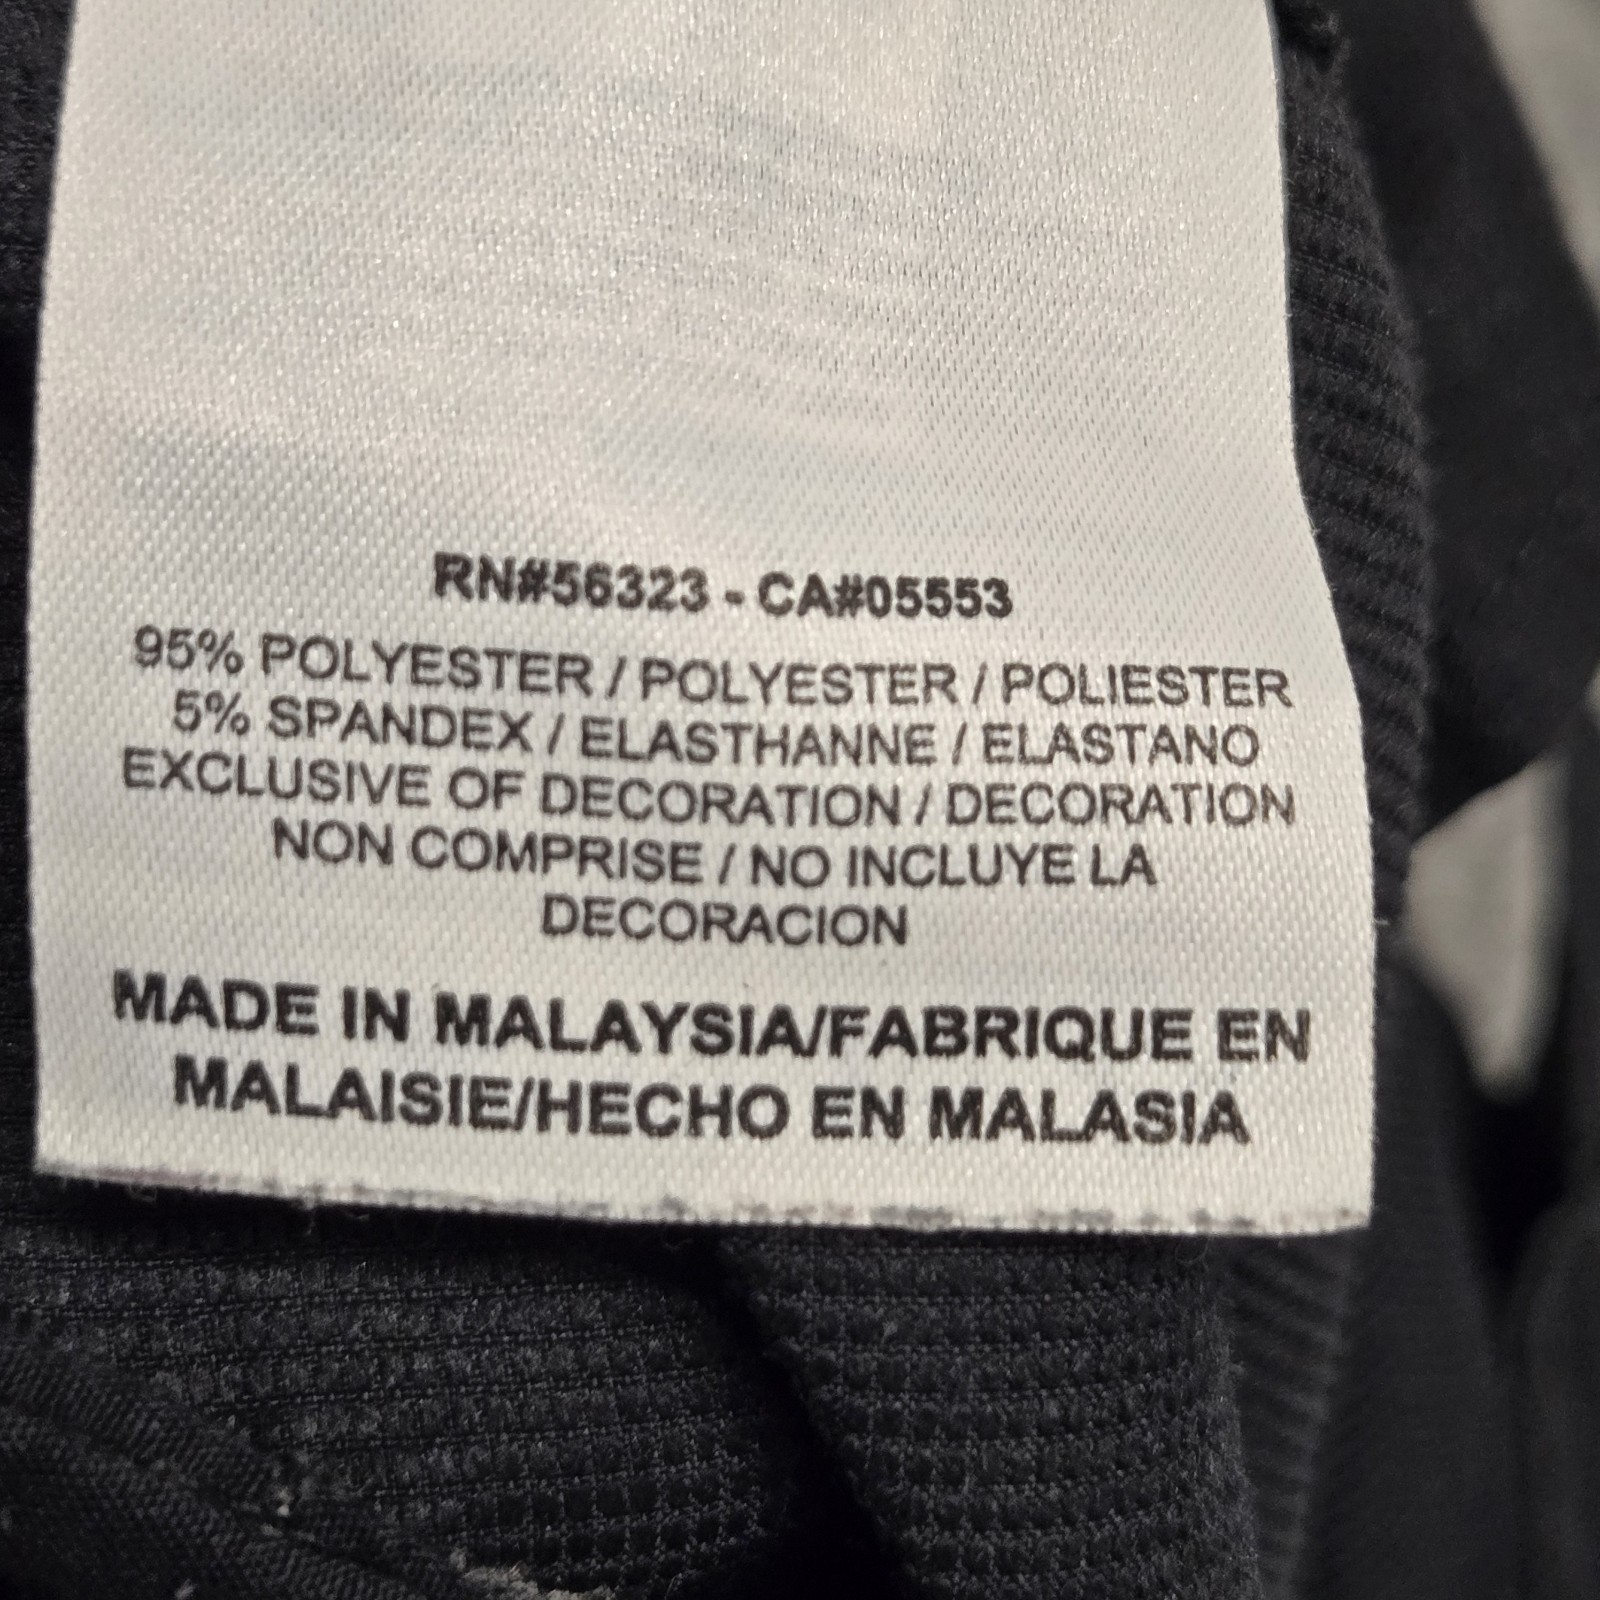 RN#56323 - CA#05553
95% POLYESTER / POLYESTER / POLIESTER
5% SPANDEX / ELASTHANNE / ELASTANO
EXCLUSIVE OF DECORATION / DECORATION
NON COMPRISE / NO INCLUYE LA
DECORACION
MADE IN MALAYSIA/FABRIQUE EN
MALAISIE/HECHO EN MALASIA